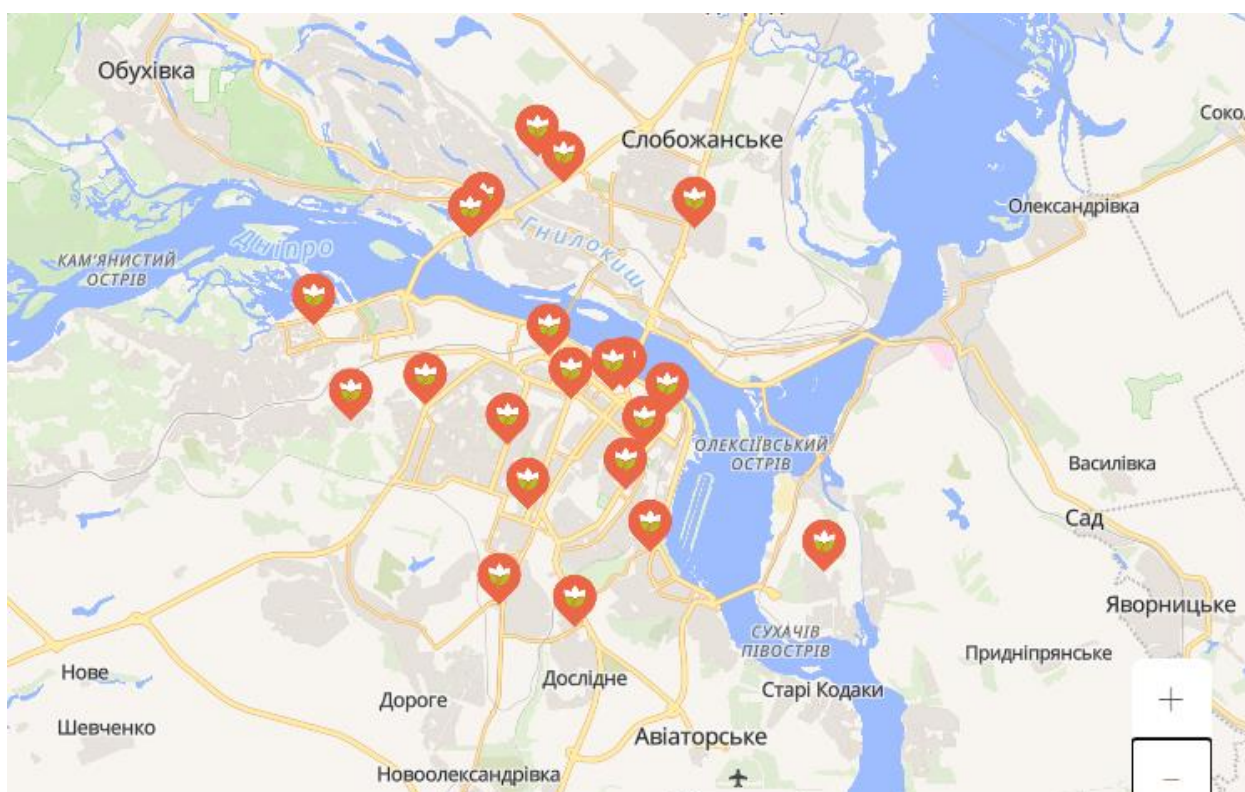 Обухівка
Слобожанське
Соко
Олександрівка
Гнилокиш
Дніпро
КАМ'ЯНИСТИЙ
ОСТРІВ
ОЛЕКСІЇВСЬКИЙ
ОСТРІВ
Василівка
Сад
Яворницьке
СУХАЧІВ
ПІВОСТРІВ
Придніпрянське
Нове
Дослідне
Дороге
Старі Кодаки
Шевченко
Авіаторське
Новоолександрівка
+
−